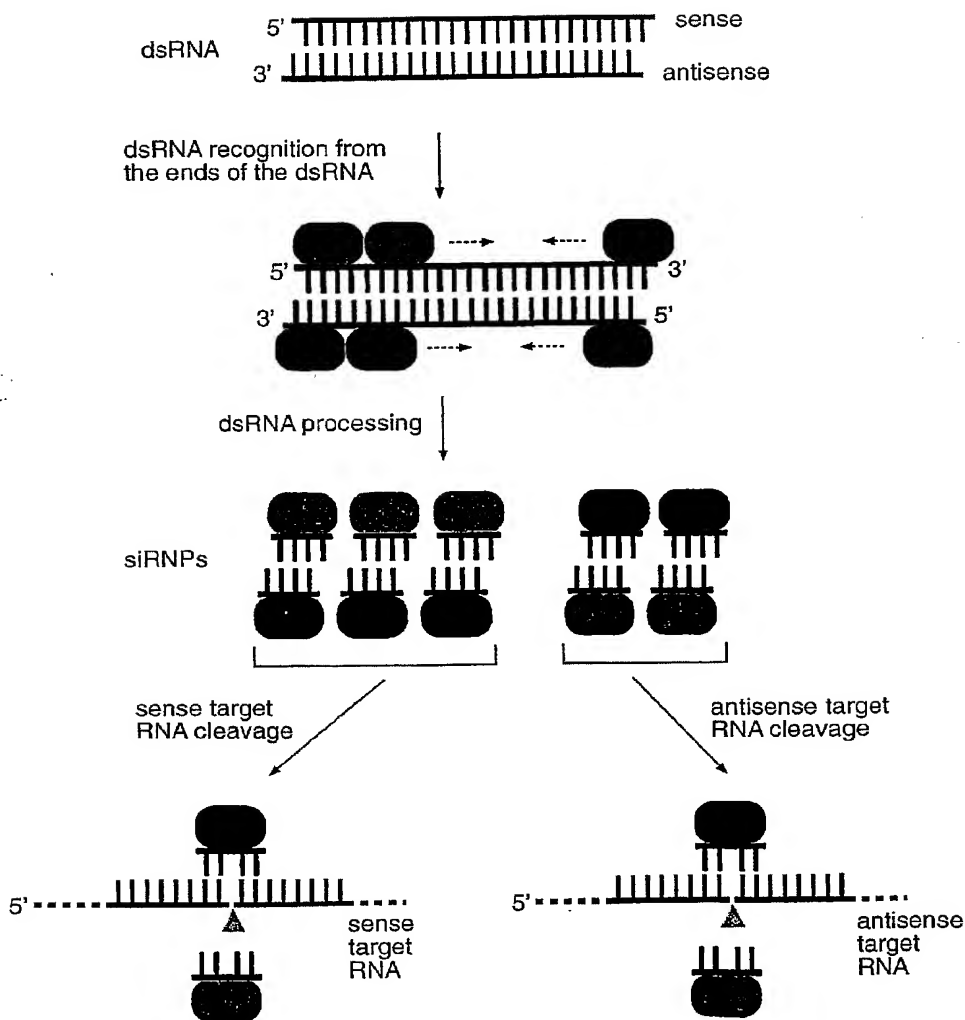 5' sense
dsRNA
3' antisense
dsRNA recognition from
the ends of the dsRNA
5' 3'
3' 5'
dsRNA processing
siRNPs
sense target
RNA cleavage
antisense target
RNA cleavage
5'
sense
target
RNA
5'
antisense
target
RNA